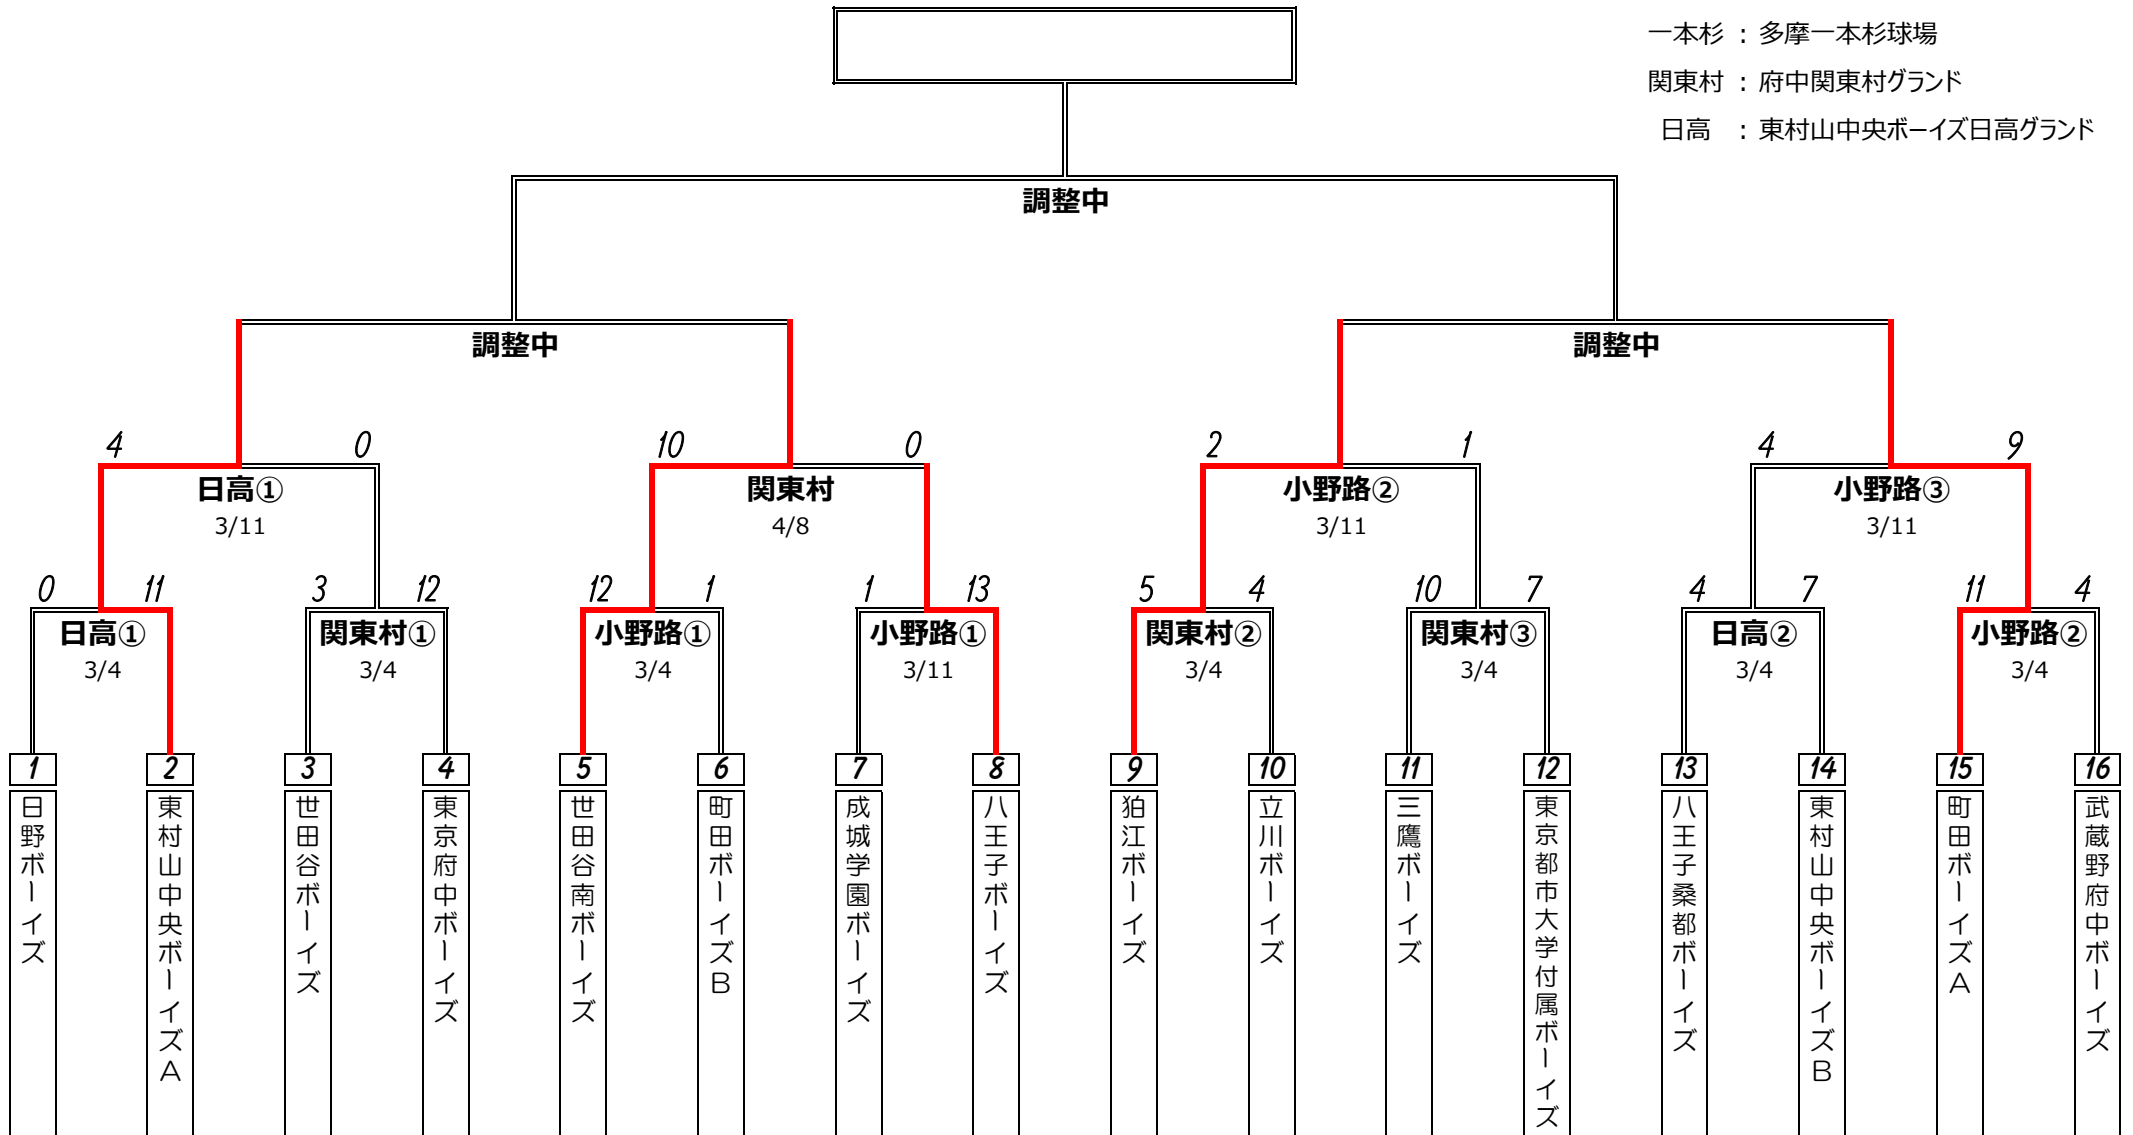 一本杉 : 多摩一本杉球場
関東村 : 府中関東村グランド
日高 : 東村山中央ボーイズ日高グランド
調整中
調整中 調整中
4 0 10 0 2 1 4 9
日高① 関東村 小野路② 小野路③
3/11 4/8 3/11 3/11
0 11 3 12 12 1 1 13 5 4 10 7 4 7 11 4
日高① 関東村① 小野路① 小野路① 関東村② 関東村③ 日高② 小野路②
3/4 3/4 3/4 3/11 3/4 3/4 3/4 3/4
1 2 3 4 5 6 7 8 9 10 11 12 13 14 15 16
日野ボーイズ
東村山中央ボーイズA
世田谷ボーイズ
東京府中ボーイズ
世田谷南ボーイズ
町田ボーイズB
成城学園ボーイズ
八王子ボーイズ
狛江ボーイズ
立川ボーイズ
三鷹ボーイズ
東京都市大学付属ボーイズ
八王子桑都ボーイズ
東村山中央ボーイズB
町田ボーイズA
武蔵野府中ボーイズ